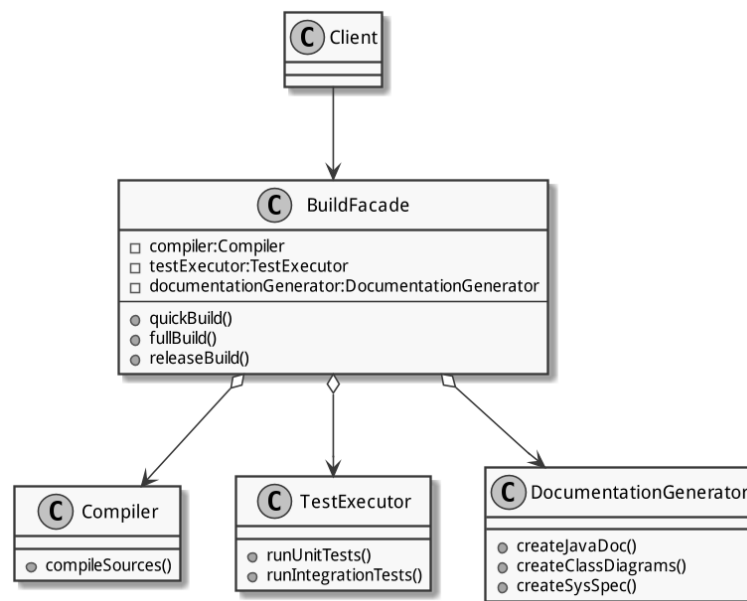 C Client
C BuildFacade
compiler:Compiler
testExecutor:TestExecutor
documentationGenerator:DocumentationGenerator
quickBuild()
fullBuild()
releaseBuild()
C Compiler
compileSources()
C TestExecutor
runUnitTests()
runIntegrationTests()
C DocumentationGenerator
createJavaDoc()
createClassDiagrams()
createSysSpec()